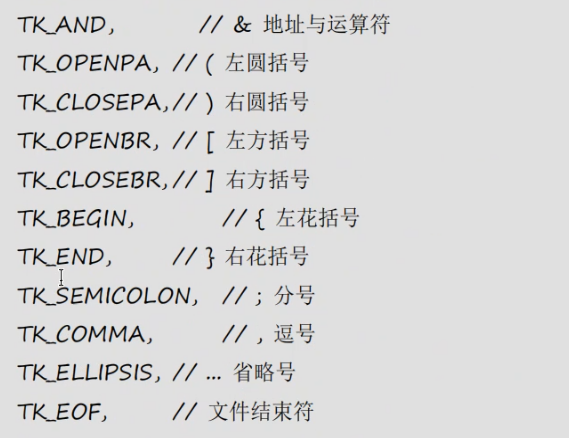 TK_AND, // & 地址与运算符
TK_OPENPA, // ( 左圆括号
TK_CLOSEPA, // ) 右圆括号
TK_OPENBR, // [ 左方括号
TK_CLOSEBR, // ] 右方括号
TK_BEGIN, // { 左花括号
TK_END, // } 右花括号
TK_SEMICOLON, // ; 分号
TK_COMMA, // , 逗号
TK_ELLIPSIS, // ... 省略号
TK_EOF, // 文件结束符